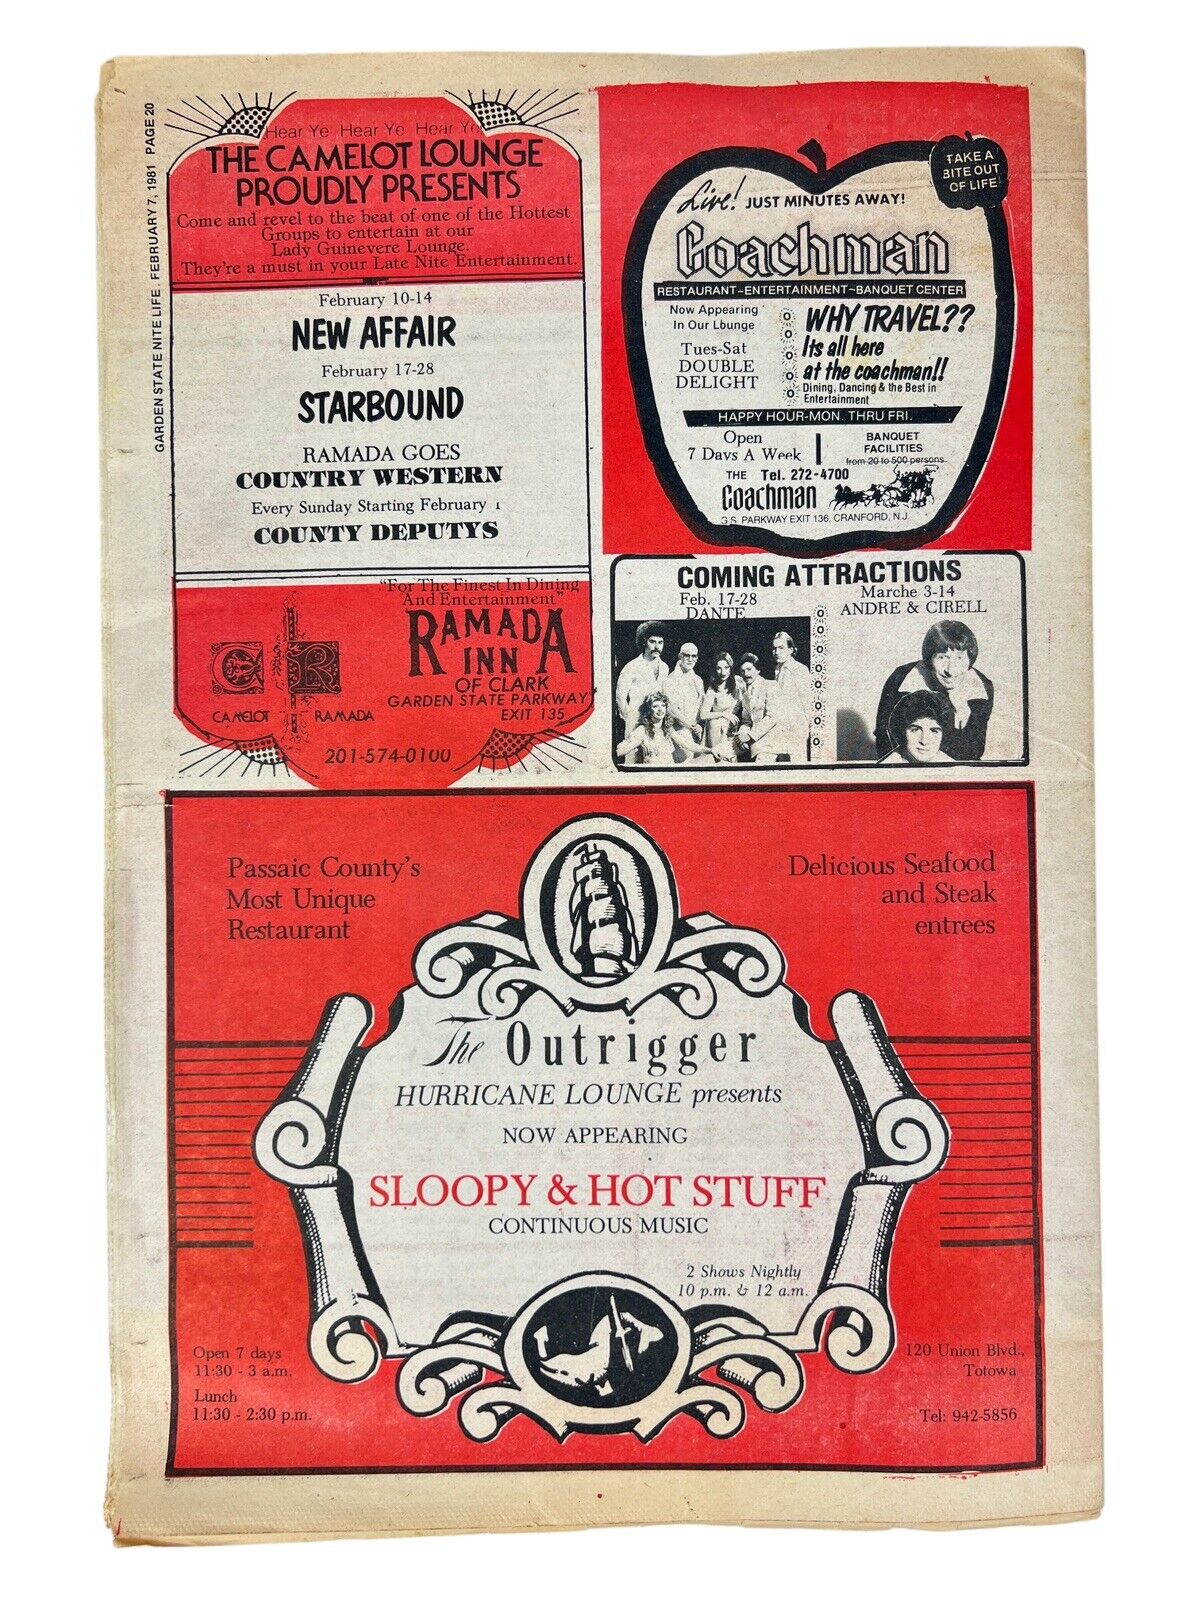 GARDEN STATE NITE LIFE. FEBRUARY 7, 1981 PAGE 20
Hear Ye Hear Ye Hear Ye
THE CAMELOT LOUNGE
PROUDLY PRESENTS
Come and revel to the beat of one of the Hottest
Groups to entertain at our
Lady Guinevere Lounge.
They're a must in your Late Nite Entertainment.
February 10-14
NEW AFFAIR
February 17-28
STARBOUND
RAMADA GOES
COUNTRY WESTERN
Every Sunday Starting February 1
COUNTY DEPUTYS
"For The Finest In Dining
And Entertainment"
RAMADA
INN
OF CLARK
GARDEN STATE PARKWAY
EXIT 135
C R
CAMELOT RAMADA
201-574-0100
TAKE A
BITE OUT
OF LIFE
Live! JUST MINUTES AWAY!
Coachman
RESTAURANT-ENTERTAINMENT-BANQUET CENTER
Now Appearing
In Our Lounge
Tues-Sat
DOUBLE
DELIGHT
WHY TRAVEL??
Its all here
at the coachman!!
Dining, Dancing & the Best in
Entertainment
HAPPY HOUR-MON. THRU FRI.
Open
7 Days A Week
BANQUET
FACILITIES
from 20 to 500 persons
THE Tel. 272-4700
Coachman
G.S. PARKWAY EXIT 136, CRANFORD, N.J.
COMING ATTRACTIONS
Feb. 17-28
DANTE
Marche 3-14
ANDRE & CIRELL
Passaic County's
Most Unique
Restaurant
Delicious Seafood
and Steak
entrees
The Outrigger
HURRICANE LOUNGE presents
NOW APPEARING
SLOOPY & HOT STUFF
CONTINUOUS MUSIC
2 Shows Nightly
10 p.m. & 12 a.m.
Open 7 days
11:30 - 3 a.m.
Lunch
11:30 - 2:30 p.m.
120 Union Blvd.,
Totowa
Tel: 942-5856